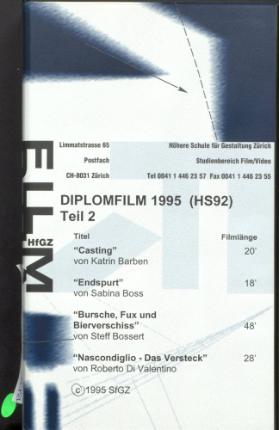 Limmatstrasse 65 Höhere Schule für Gestaltung Zürich
Postfach Studienbereich Film/Video
CH-8031 Zürich Tel 0041 1 446 23 57 Fax 0041 1 446 23 55
FILM
HfGZ
DIPLOMFILM 1995 (HS92)
Teil 2
Titel Filmlänge
"Casting" 20'
von Katrin Barben
"Endspurt" 18'
von Sabina Boss
"Bursche, Fux und
Bierverschiss" 48'
von Steff Bossert
"Nascondiglio - Das Versteck" 28'
von Roberto Di Valentino
©1995 SfGZ